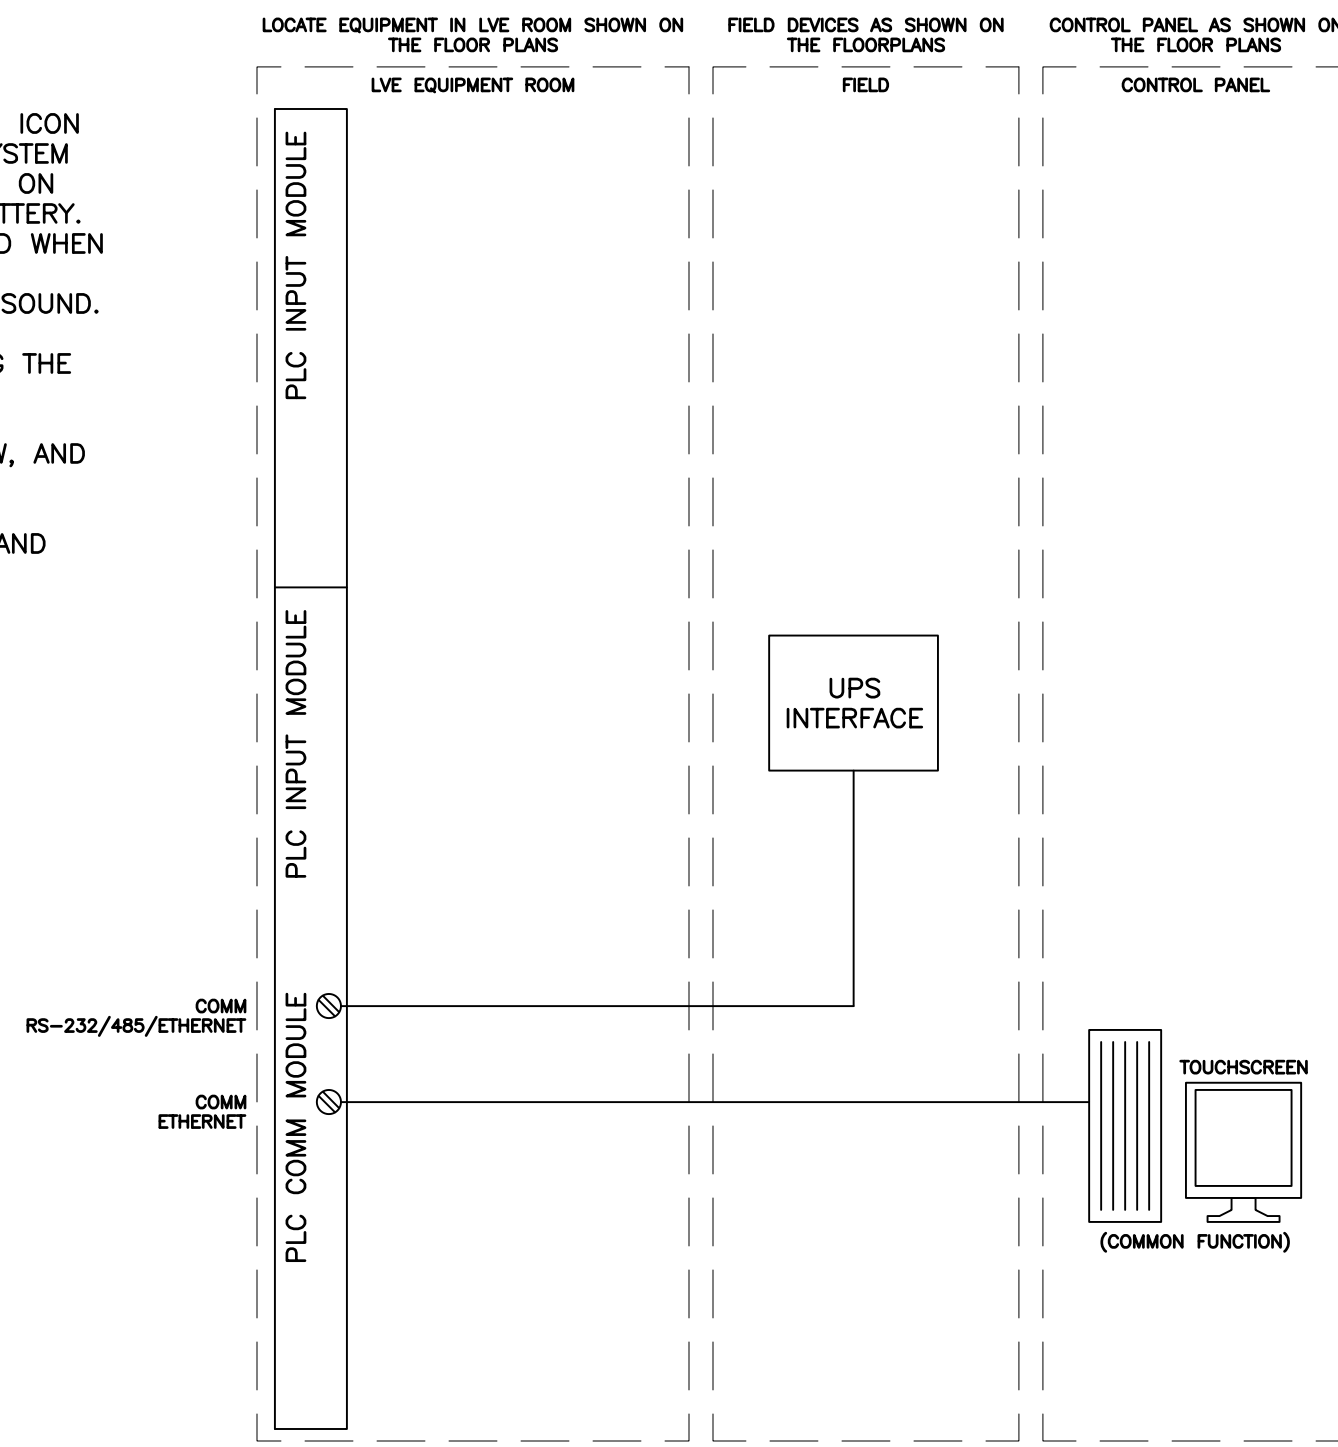 LOCATE EQUIPMENT IN LVE ROOM SHOWN ON
THE FLOOR PLANS
FIELD DEVICES AS SHOWN ON
THE FLOORPLANS
CONTROL PANEL AS SHOWN ON
THE FLOOR PLANS
LVE EQUIPMENT ROOM
FIELD
CONTROL PANEL
ICON
YSTEM
ON
TTERY.
D WHEN
SOUND.
G THE
W, AND
AND
PLC INPUT MODULE
PLC INPUT MODULE
UPS
INTERFACE
PLC COMM MODULE
COMM
RS-232/485/ETHERNET
COMM
ETHERNET
TOUCHSCREEN
(COMMON FUNCTION)